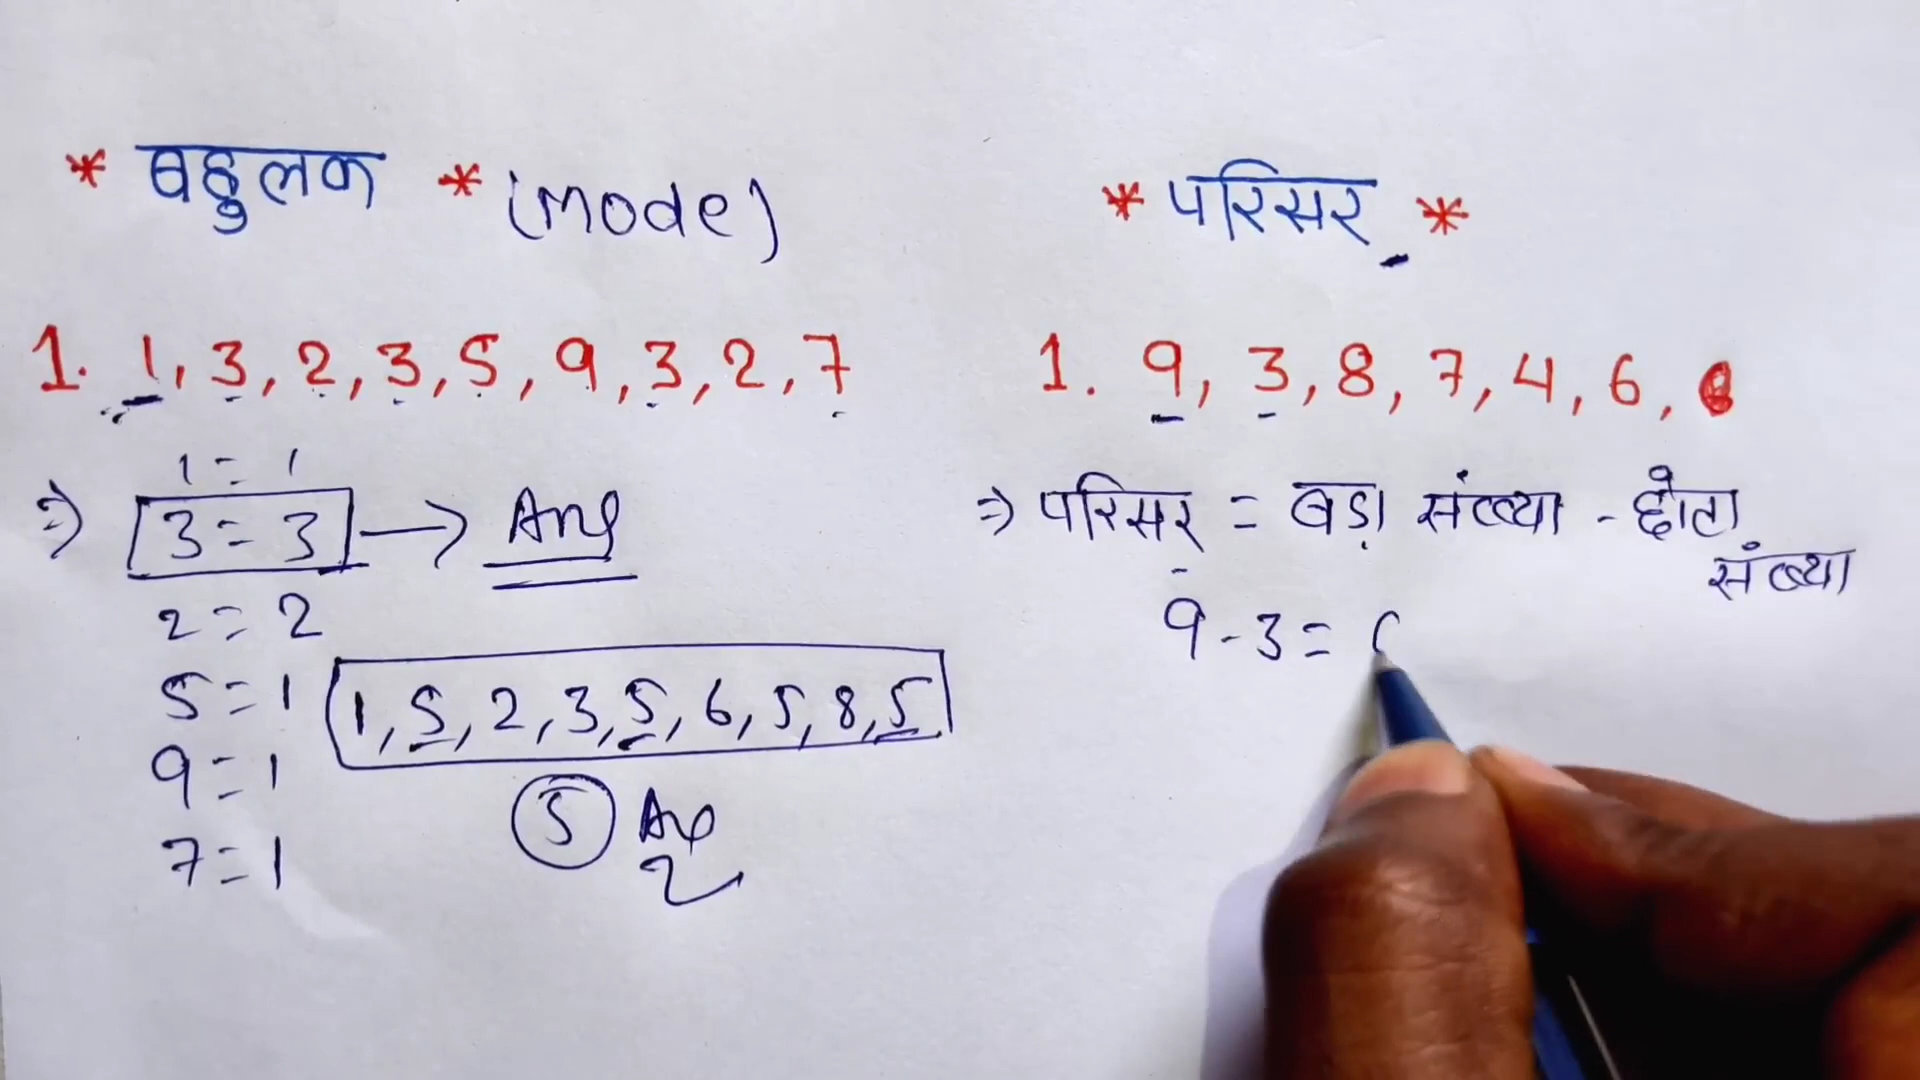 * बहुलक * (Mode)
1. 1, 3, 2, 3, 5, 9, 3, 2, 7
1 = 1
⇒ 3 = 3 → Ans
2 = 2
5 = 1
1, 5, 2, 3, 5, 6, 5, 8, 5
9 = 1
5 Ans
7 = 1
* परिसर *
1. 9, 3, 8, 7, 4, 6,
⇒ परिसर = बड़ा संख्या - छोटा
संख्या
9 - 3 =